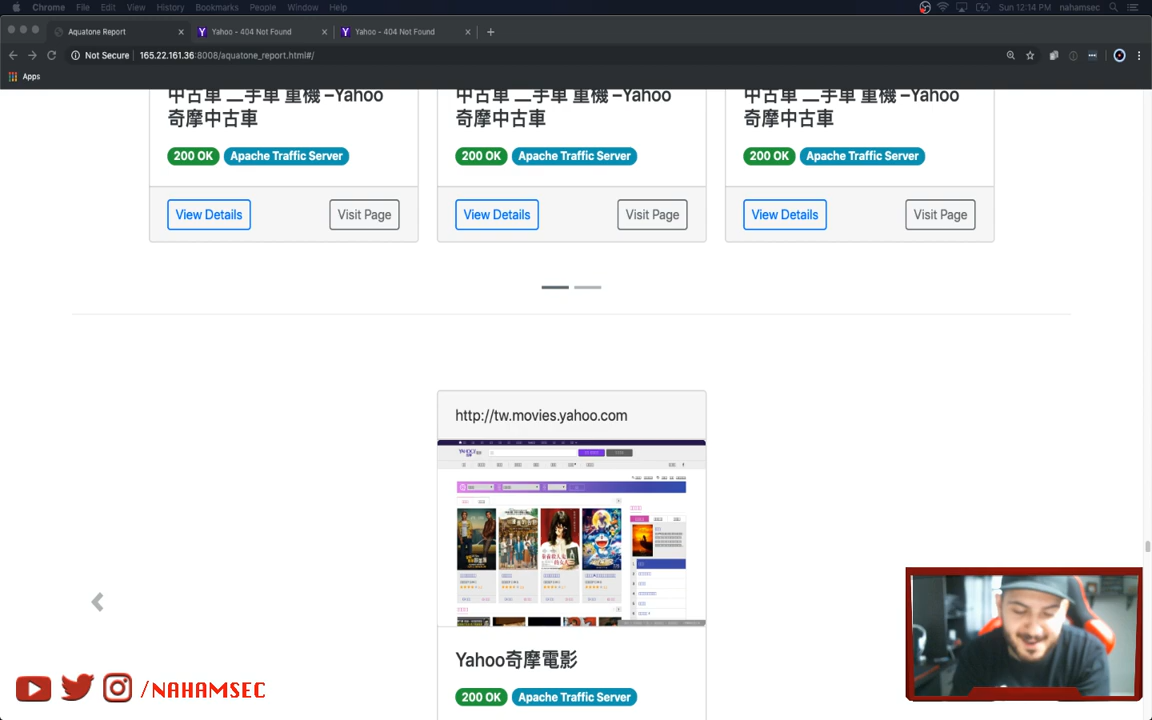 Chrome File Edit View History Bookmarks People Window Help
Sun 12:14 PM nahamsec
Aquatone Report
Yahoo - 404 Not Found
Yahoo - 404 Not Found
Not Secure 165.22.161.36:8008/aquatone_report.html#/
Apps
中古車 二手車 重機 –Yahoo
奇摩中古車
200 OK Apache Traffic Server
View Details Visit Page
中古車 二手車 重機 –Yahoo
奇摩中古車
200 OK Apache Traffic Server
View Details Visit Page
中古車 二手車 重機 –Yahoo
奇摩中古車
200 OK Apache Traffic Server
View Details Visit Page
http://tw.movies.yahoo.com
Yahoo奇摩電影
200 OK Apache Traffic Server
/NAHAMSEC